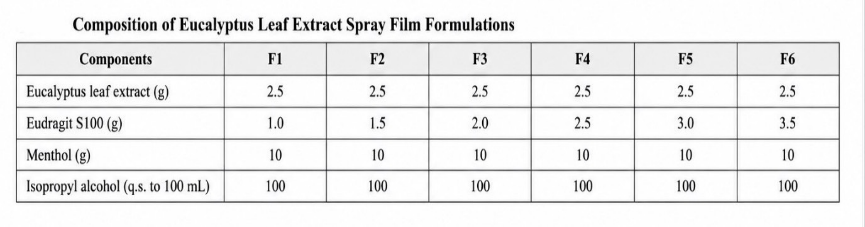 Composition of Eucalyptus Leaf Extract Spray Film Formulations
Components F1 F2 F3 F4 F5 F6
Eucalyptus leaf extract (g) 2.5 2.5 2.5 2.5 2.5 2.5
Eudragit S100 (g) 1.0 1.5 2.0 2.5 3.0 3.5
Menthol (g) 10 10 10 10 10 10
Isopropyl alcohol (q.s. to 100 mL) 100 100 100 100 100 100